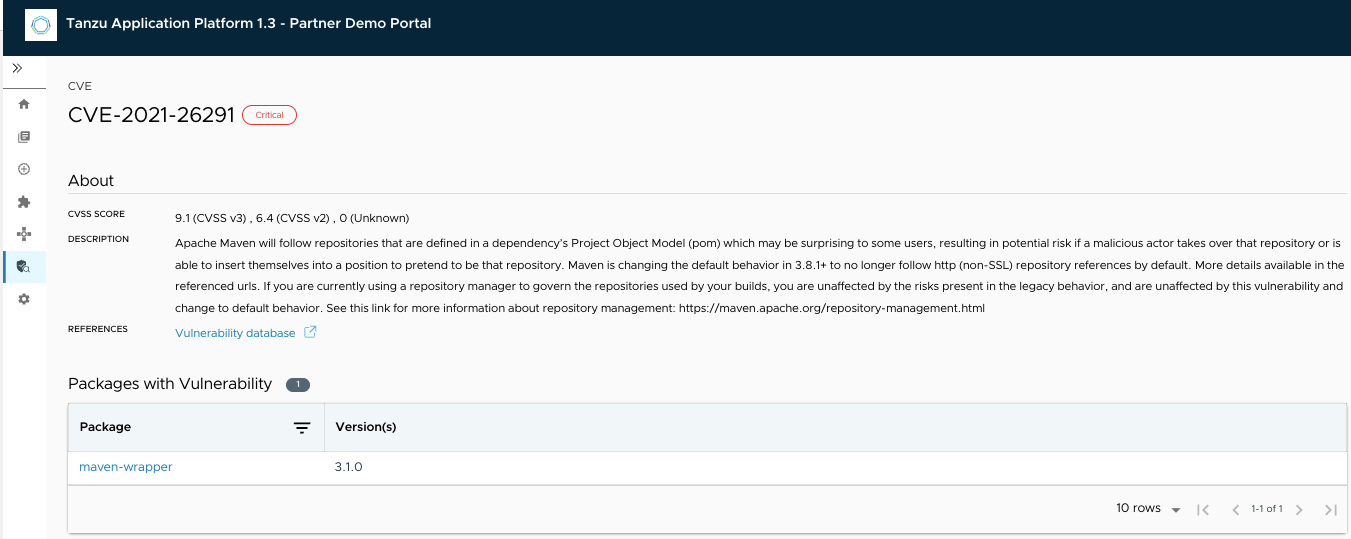 Tanzu Application Platform 1.3 - Partner Demo Portal
CVE
CVE-2021-26291 Critical
About
CVSS SCORE 9.1 (CVSS v3) , 6.4 (CVSS v2) , 0 (Unknown)
DESCRIPTION Apache Maven will follow repositories that are defined in a dependency's Project Object Model (pom) which may be surprising to some users, resulting in potential risk if a malicious actor takes over that repository or is
able to insert themselves into a position to pretend to be that repository. Maven is changing the default behavior in 3.8.1+ to no longer follow http (non-SSL) repository references by default. More details available in the
referenced urls. If you are currently using a repository manager to govern the repositories used by your builds, you are unaffected by the risks present in the legacy behavior, and are unaffected by this vulnerability and
change to default behavior. See this link for more information about repository management: https://maven.apache.org/repository-management.html
REFERENCES Vulnerability database
Packages with Vulnerability 1
Package Version(s)
maven-wrapper 3.1.0
10 rows 1-1 of 1